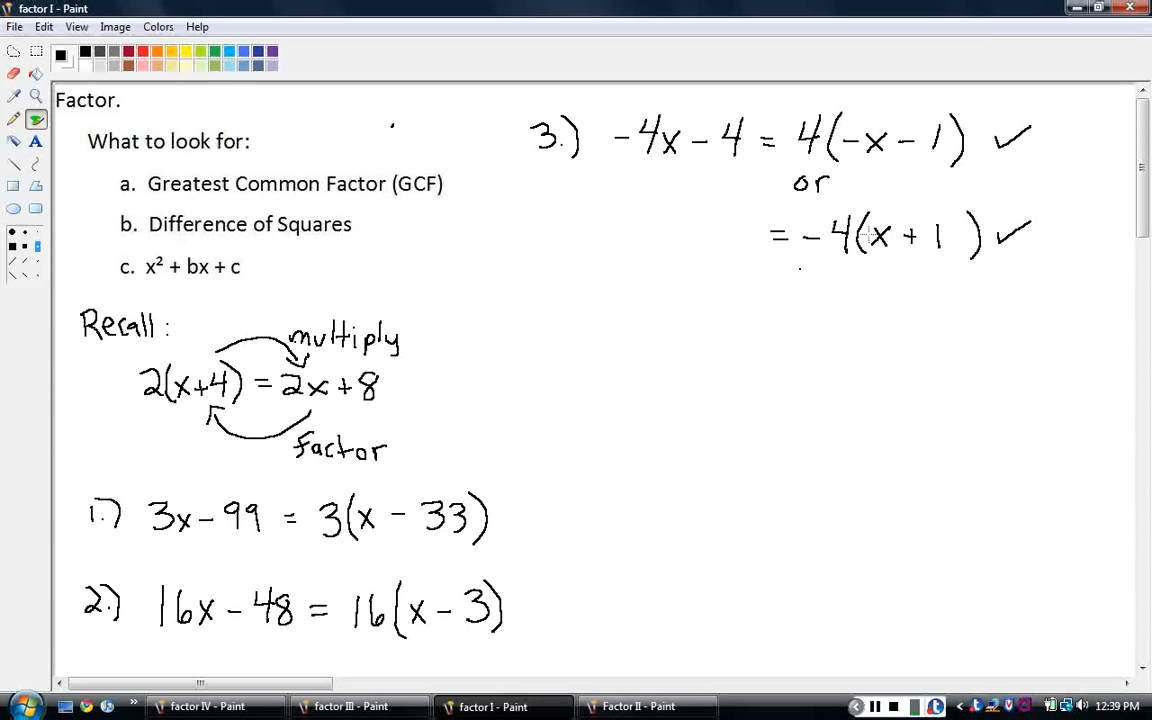 factor I - Paint
File Edit View Image Colors Help
Factor.
What to look for:
a. Greatest Common Factor (GCF)
b. Difference of Squares
c. x² + bx + c
Recall :
multiply
2(x+4) = 2x + 8
factor
1.) 3x - 99 = 3(x - 33)
2.) 16x - 48 = 16(x - 3)
3.) -4x - 4 = 4(-x - 1) ✓
or
= -4(x + 1 ) ✓
factor IV - Paint factor III - Paint factor I - Paint Factor II - Paint 12:39 PM